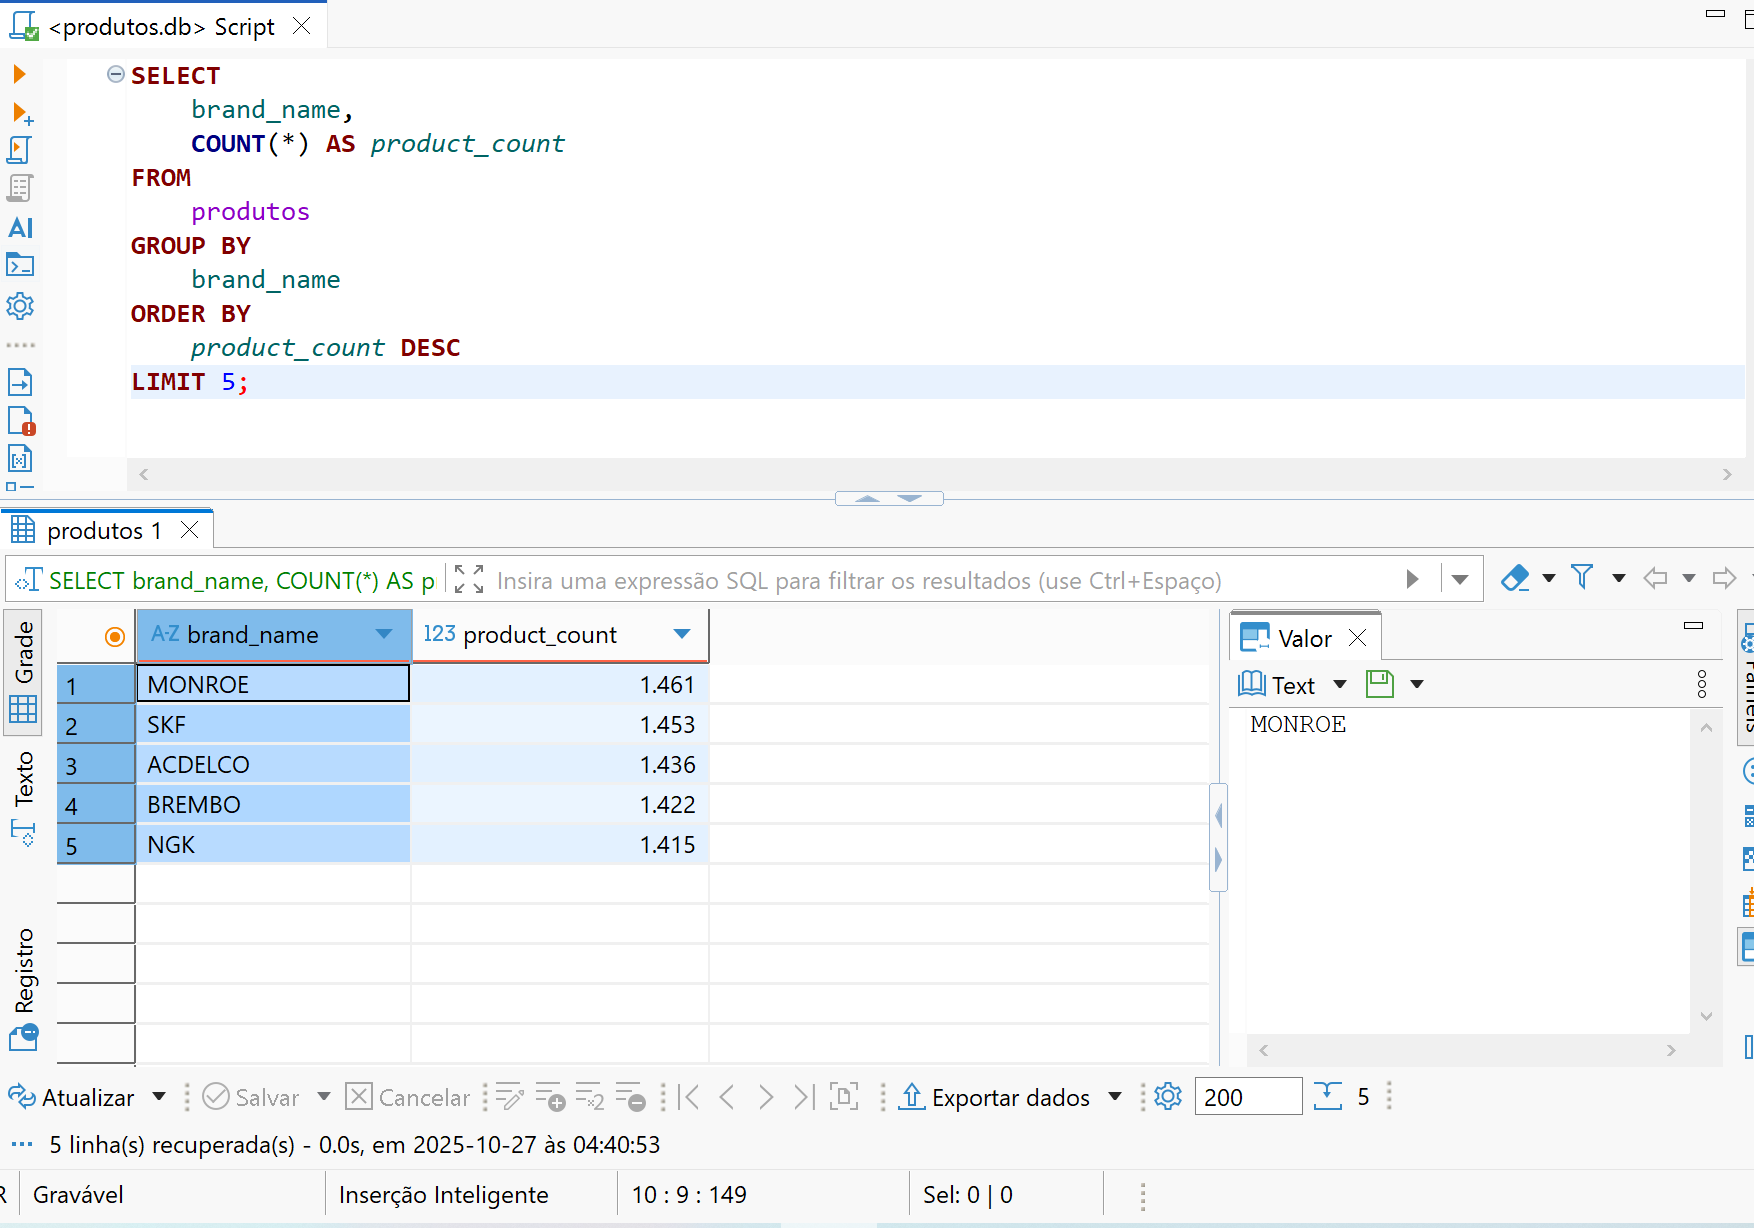 <produtos.db> Script
SELECT
brand_name,
COUNT(*) AS product_count
FROM
produtos
GROUP BY
brand_name
ORDER BY
product_count DESC
LIMIT 5;
AI
produtos 1
SELECT brand_name, COUNT(*) AS p
Insira uma expressão SQL para filtrar os resultados (use Ctrl+Espaço)
Grade
Texto
Registro
A-Z brand_name
123 product_count
1 MONROE 1.461
2 SKF 1.453
3 ACDELCO 1.436
4 BREMBO 1.422
5 NGK 1.415
Valor
Text
MONROE
Atualizar
Salvar
Cancelar
Exportar dados
200
5
5 linha(s) recuperada(s) - 0.0s, em 2025-10-27 às 04:40:53
Gravável
Inserção Inteligente
10 : 9 : 149
Sel: 0 | 0